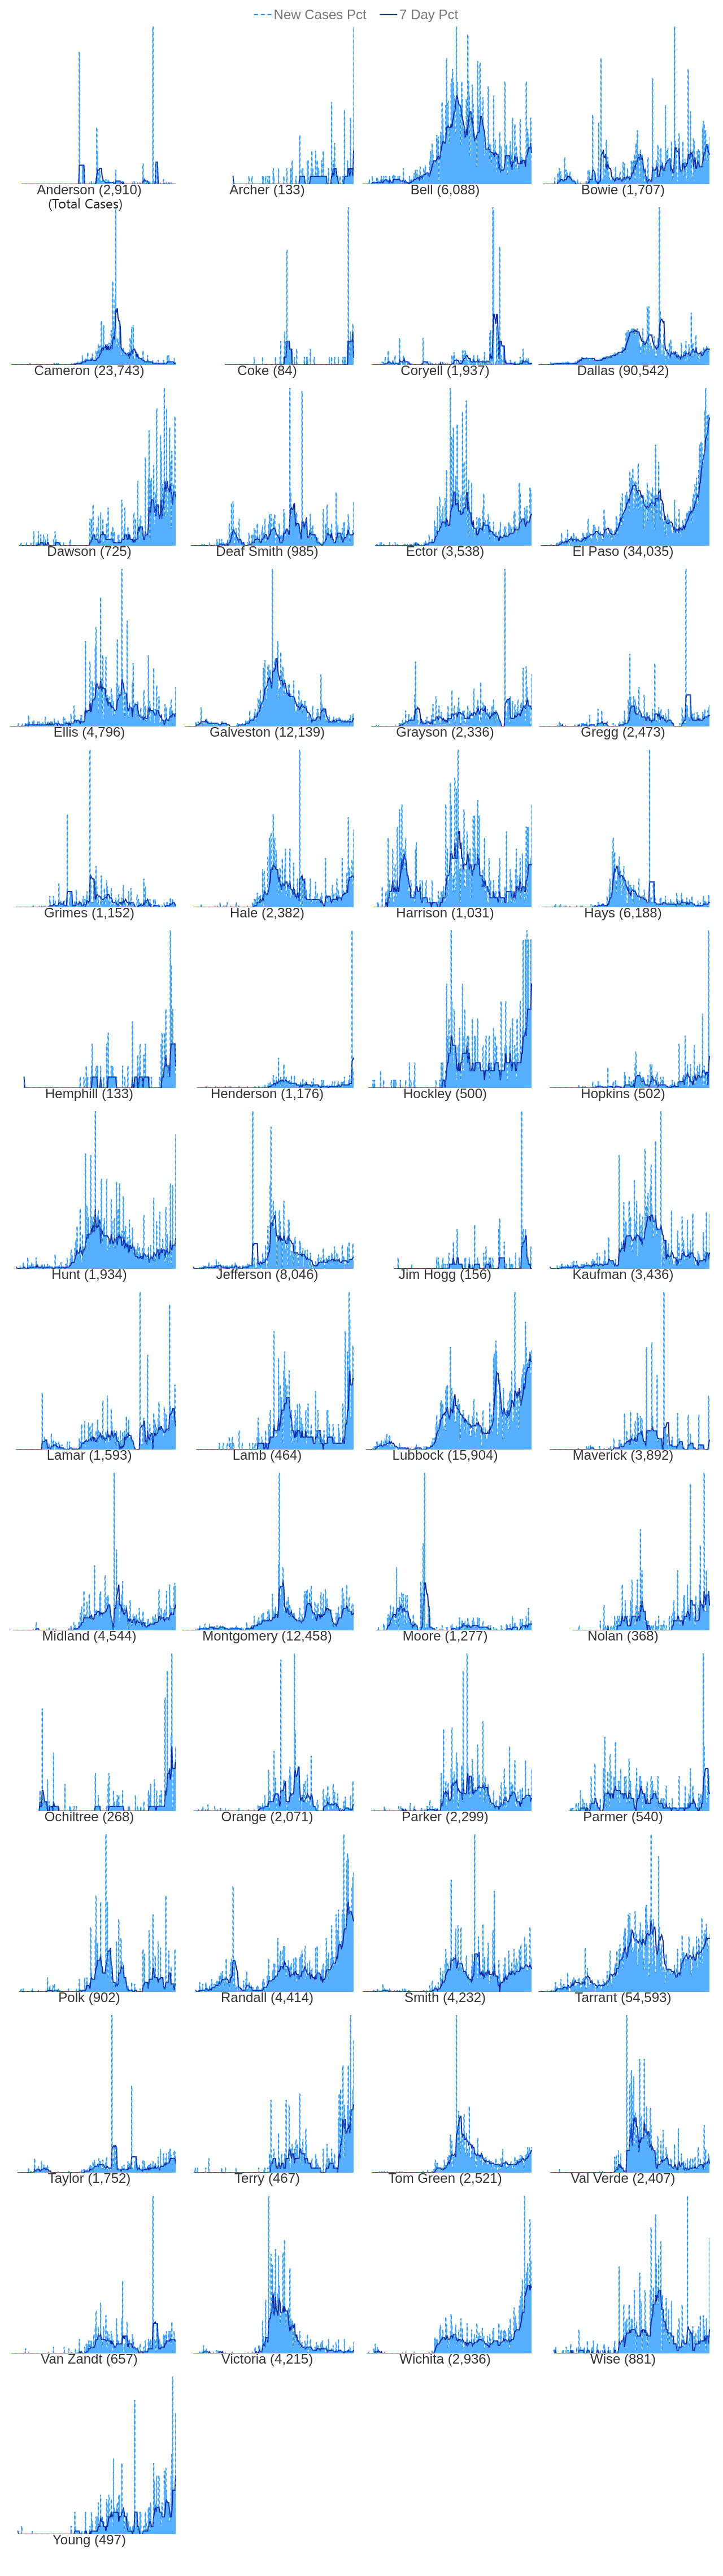 New Cases Pct 7 Day Pct
Anderson (2,910) Archer (133) Bell (6,088) Bowie (1,707)
(Total Cases)
Cameron (23,743) Coke (84) Coryell (1,937) Dallas (90,542)
Dawson (725) Deaf Smith (985) Ector (3,538) El Paso (34,035)
Ellis (4,796) Galveston (12,139) Grayson (2,336) Gregg (2,473)
Grimes (1,152) Hale (2,382) Harrison (1,031) Hays (6,188)
Hemphill (133) Henderson (1,176) Hockley (500) Hopkins (502)
Hunt (1,934) Jefferson (8,046) Jim Hogg (156) Kaufman (3,436)
Lamar (1,593) Lamb (464) Lubbock (15,904) Maverick (3,892)
Midland (4,544) Montgomery (12,458) Moore (1,277) Nolan (368)
Ochiltree (268) Orange (2,071) Parker (2,299) Parmer (540)
Polk (902) Randall (4,414) Smith (4,232) Tarrant (54,593)
Taylor (1,752) Terry (467) Tom Green (2,521) Val Verde (2,407)
Van Zandt (657) Victoria (4,215) Wichita (2,936) Wise (881)
Young (497)